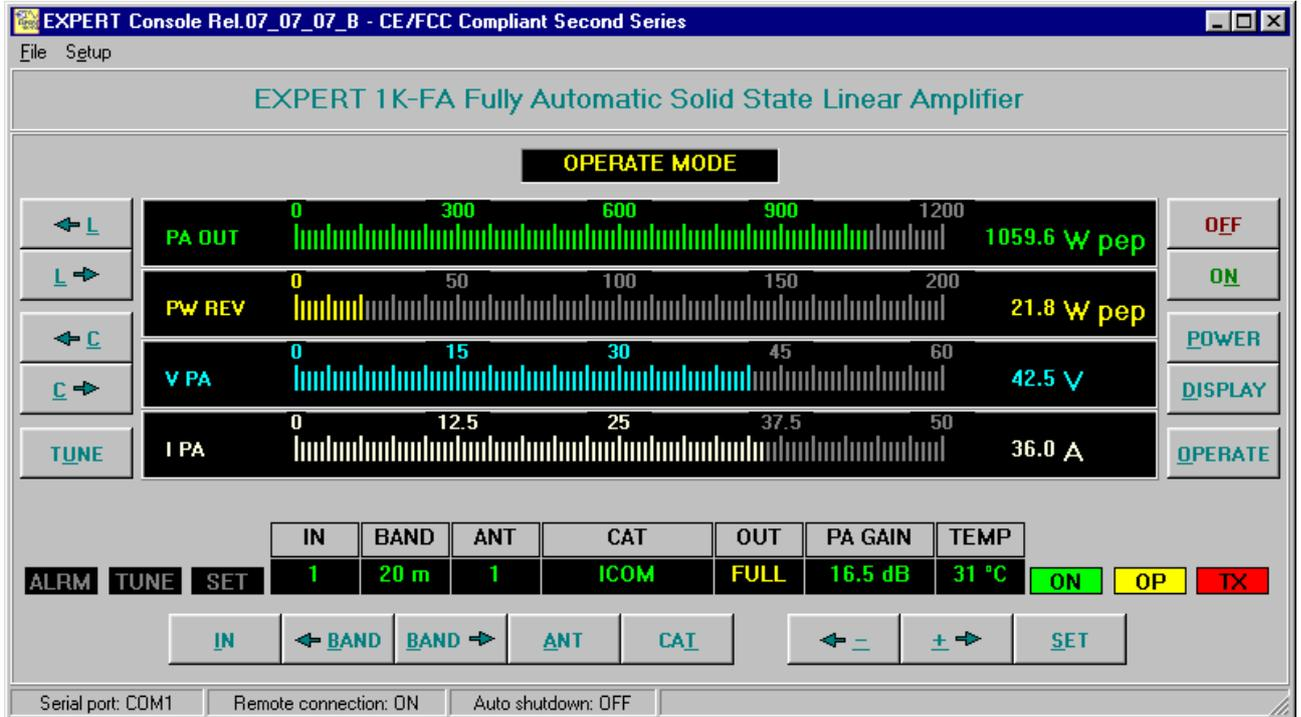 EXPERT Console Rel.07_07_07_B - CE/FCC Compliant Second Series
File Setup
EXPERT 1K-FA Fully Automatic Solid State Linear Amplifier
OPERATE MODE
L
L
C
C
TUNE
0 300 600 900 1200
PA OUT 1059.6 W pep
0 50 100 150 200
PW REV 21.8 W pep
0 15 30 45 60
V PA 42.5 V
0 12.5 25 37.5 50
I PA 36.0 A
OFF
ON
POWER
DISPLAY
OPERATE
IN BAND ANT CAT OUT PA GAIN TEMP
1 20 m 1 ICOM FULL 16.5 dB 31 °C
ALRM TUNE SET ON OP TX
IN BAND BAND ANT CAT - + SET
Serial port: COM1 Remote connection: ON Auto shutdown: OFF